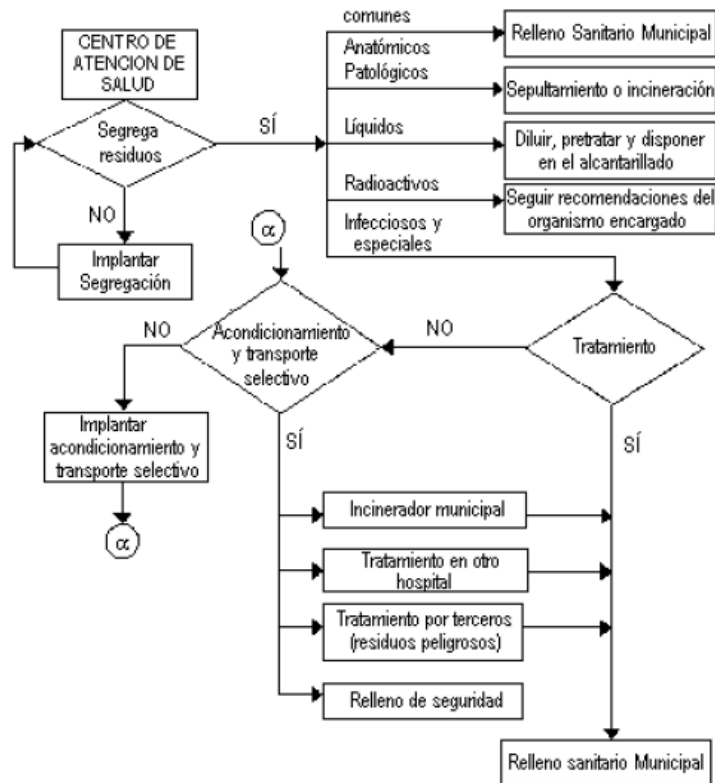 CENTRO DE
ATENCION DE
SALUD
Segrega
residuos
SÍ
NO
Implantar
Segregación
comunes
Relleno Sanitario Municipal
Anatómicos
Patológicos
Sepultamiento o incineración
Líquidos
Diluir, pretratar y disponer
en el alcantarillado
Radioactivos
Seguir recomendaciones del
organismo encargado
Infecciosos y
especiales
α
Tratamiento
NO
Acondicionamiento
y transporte
selectivo
NO
Implantar
acondicionamiento y
transporte selectivo
α
SÍ
SÍ
Incinerador municipal
Tratamiento en otro
hospital
Tratamiento por terceros
(residuos peligrosos)
Relleno de seguridad
Relleno sanitario Municipal